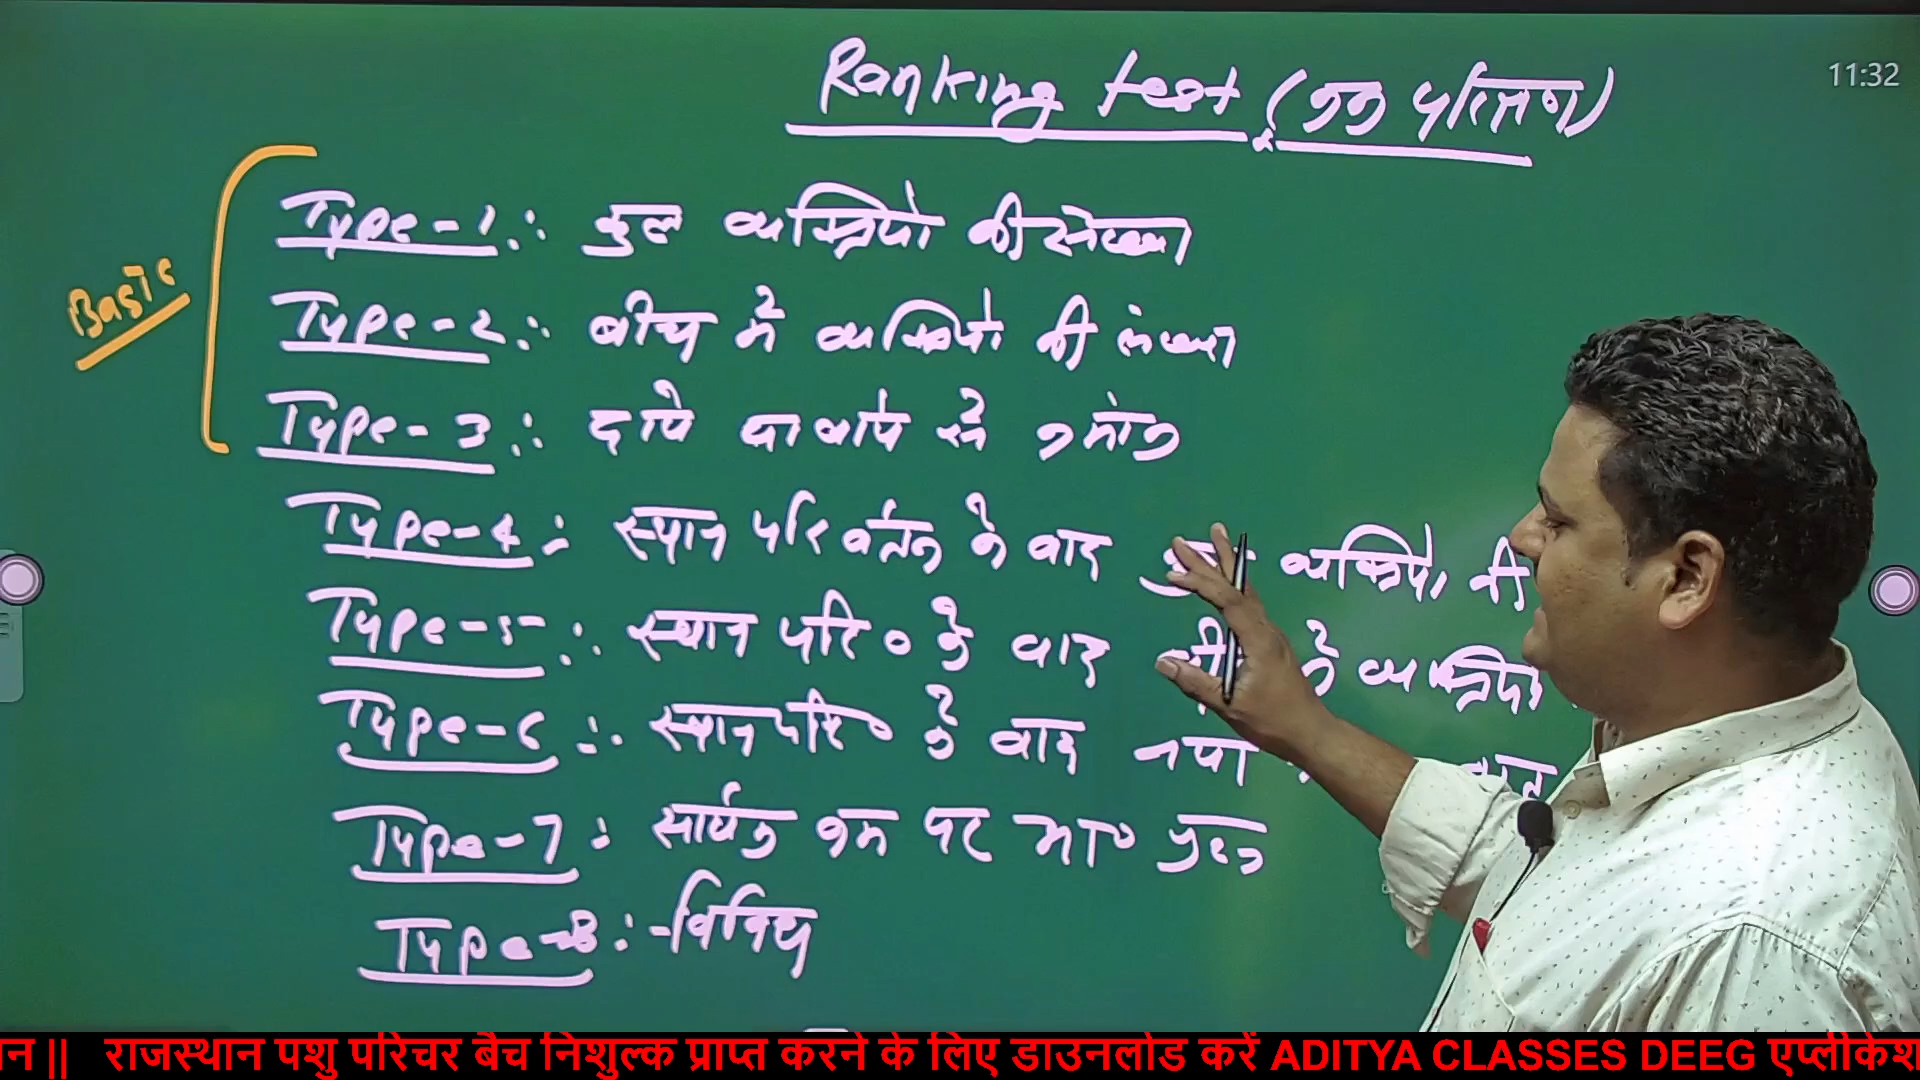 Ranking test (क्रम परिक्षण)
11:32
Basic
Type-1 :- कुल व्यक्तियो की संख्या
Type-2 :- बीच मे व्यक्तियो की संख्या
Type-3 :- दांये या बांये से क्रमांक
Type-4 :- स्थान परिवर्तन के बाद कुल व्यक्तियो की
Type-5 :- स्थान परि० के बाद बीच मे व्यक्तियो
Type-6 :- स्थान परि० के बाद नया
Type-7 :- सार्थक क्रम पर आ० प्रश्न
Type-8 :- विविध
राजस्थान पशु परिचर बैच निशुल्क प्राप्त करने के लिए डाउनलोड करें ADITYA CLASSES DEEG